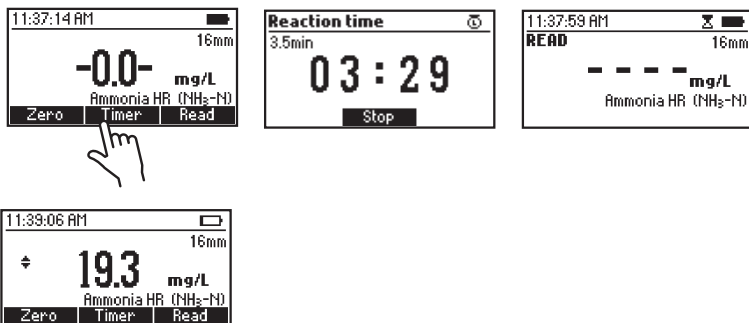 11:37:14 AM
16mm
-0.0- mg/L
Ammonia HR (NH₃-N)
Zero Timer Read
Reaction time
3.5min
03:29
Stop
11:37:59 AM
READ 16mm
---- mg/L
Ammonia HR (NH₃-N)
11:39:06 AM
16mm
19.3 mg/L
Ammonia HR (NH₃-N)
Zero Timer Read